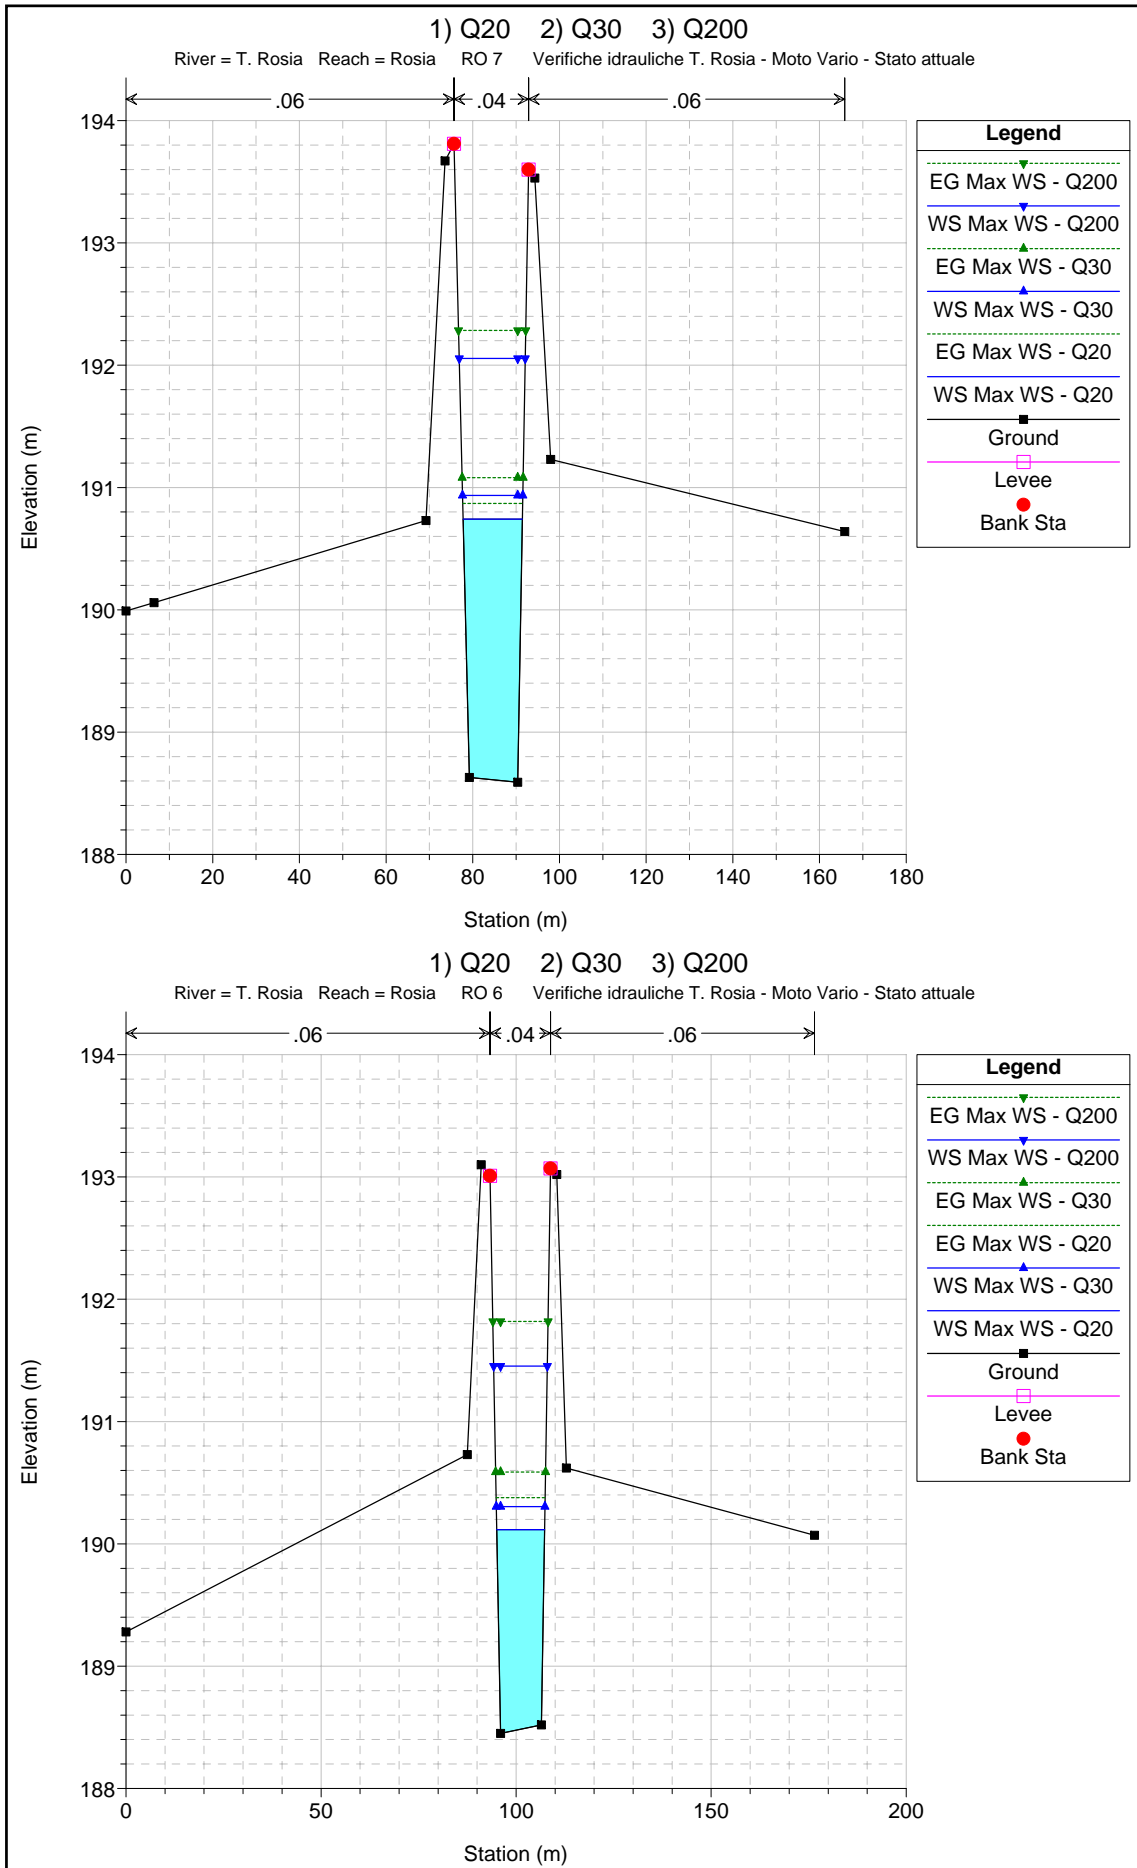 1) Q20 2) Q30 3) Q200
River = T. Rosia Reach = Rosia RO 7 Verifiche idrauliche T. Rosia - Moto Vario - Stato attuale
.06 .04 .06
194
193
192
191
190
189
188
Elevation (m)
0 20 40 60 80 100 120 140 160 180
Station (m)
Legend
EG Max WS - Q200
WS Max WS - Q200
EG Max WS - Q30
WS Max WS - Q30
EG Max WS - Q20
WS Max WS - Q20
Ground
Levee
Bank Sta
1) Q20 2) Q30 3) Q200
River = T. Rosia Reach = Rosia RO 6 Verifiche idrauliche T. Rosia - Moto Vario - Stato attuale
.06 .04 .06
194
193
192
191
190
189
188
Elevation (m)
0 50 100 150 200
Station (m)
Legend
EG Max WS - Q200
WS Max WS - Q200
EG Max WS - Q30
EG Max WS - Q20
WS Max WS - Q30
WS Max WS - Q20
Ground
Levee
Bank Sta